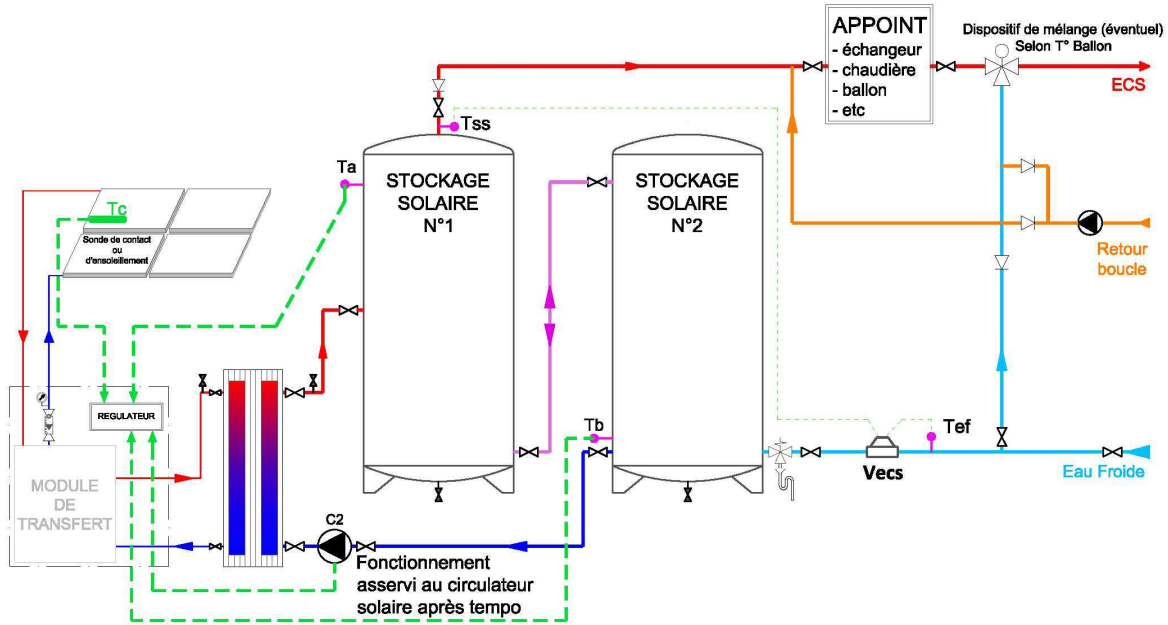 APPOINT
- échangeur
- chaudière
- ballon
- etc
Dispositif de mélange (éventuel)
Selon T° Ballon
ECS
Tss
Ta
STOCKAGE
SOLAIRE
N°1
STOCKAGE
SOLAIRE
N°2
Tc
Sonde de contact
ou
d'ensoleillement
Retour
boucle
REGULATEUR
MODULE
DE
TRANSFERT
Tb
Tef
Vecs
Eau Froide
C2
Fonctionnement
asservi au circulateur
solaire après tempo